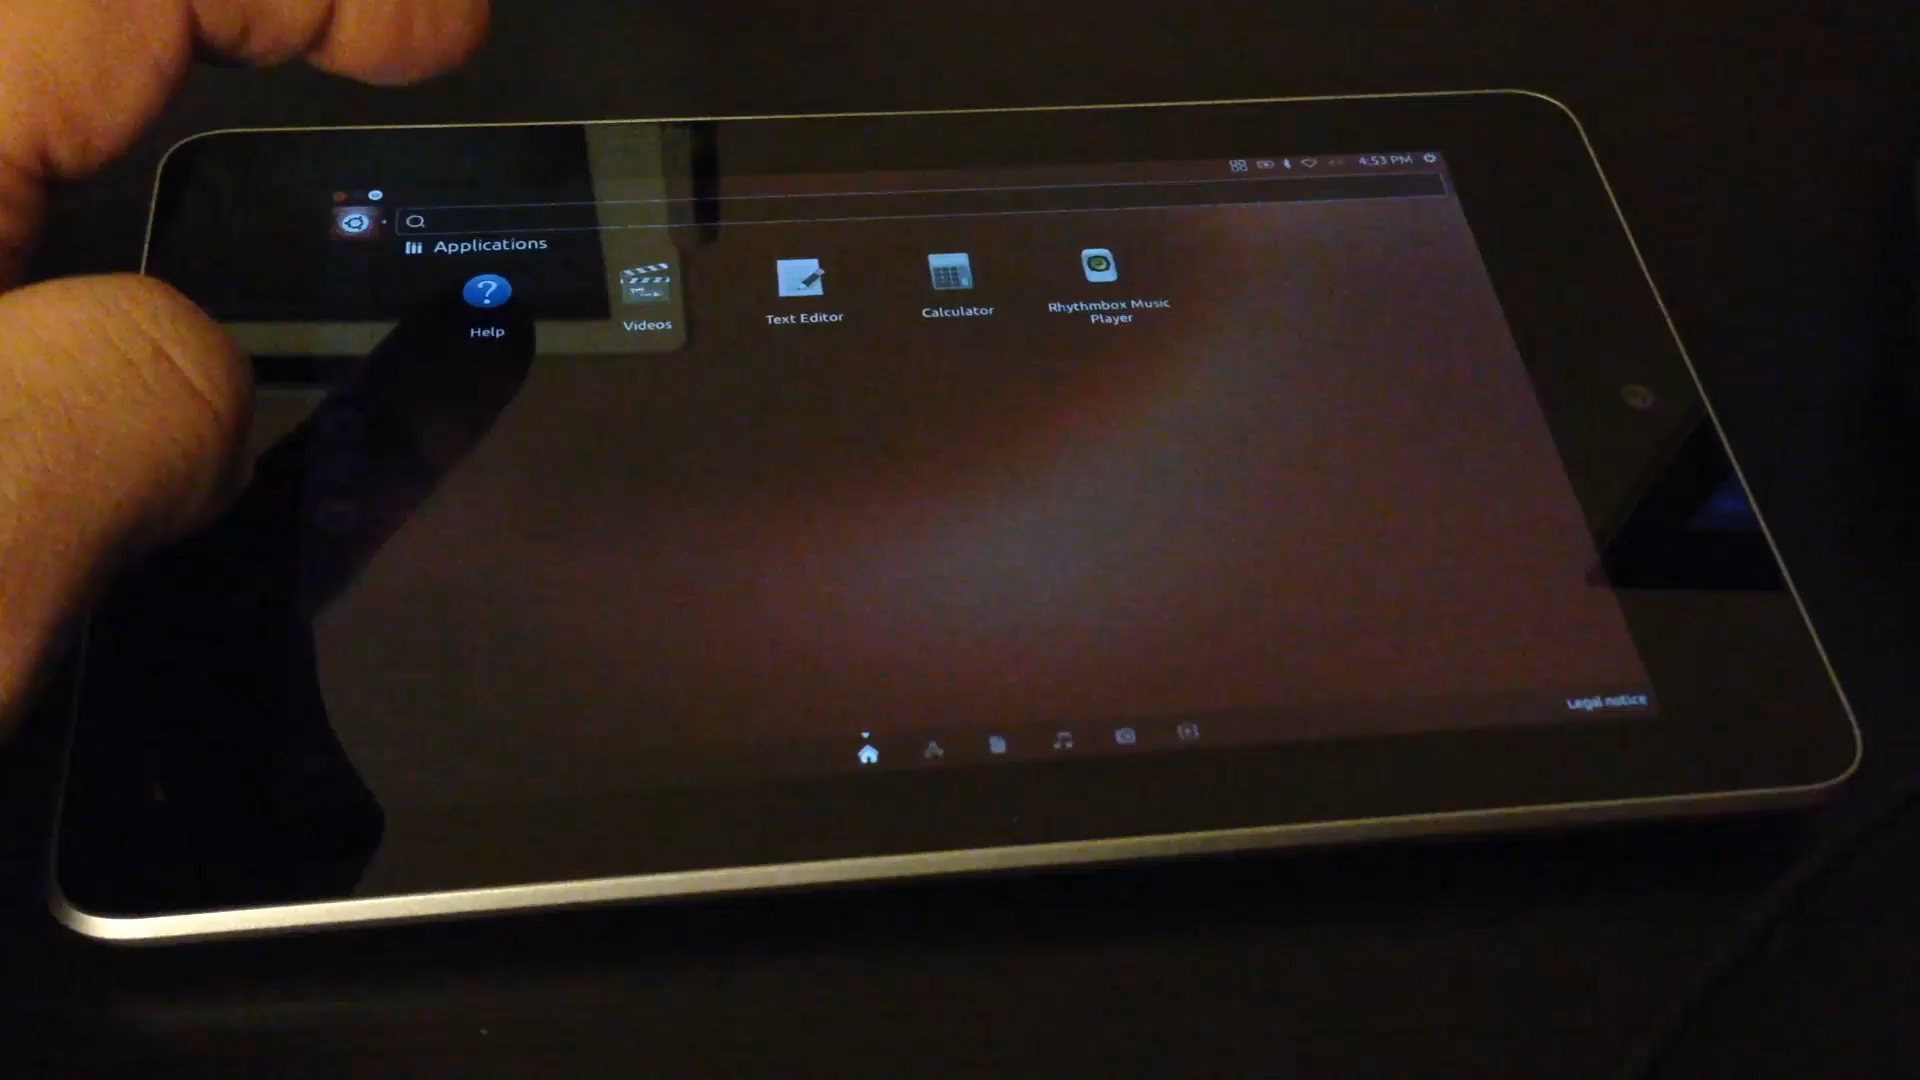 4:53 PM
Applications
Help
Videos
Text Editor
Calculator
Rhythmbox Music
Player
Legal notice